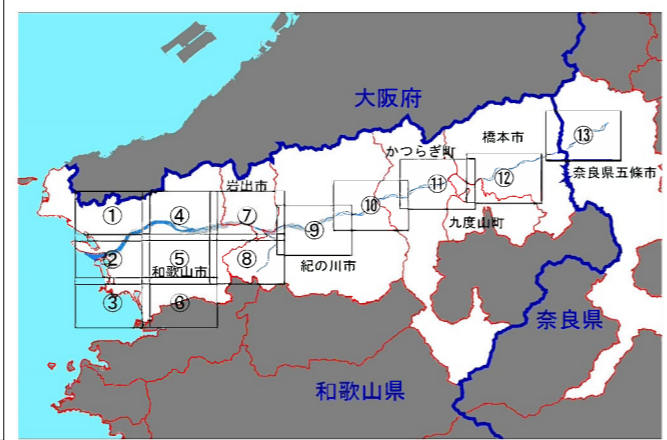 大阪府
橋本市
⑬
かつらぎ町
奈良県五條市
岩出市
⑪
⑫
①
④
⑦
⑩
九度山町
⑨
②
⑤
⑧
和歌山市
紀の川市
③
⑥
奈良県
和歌山県